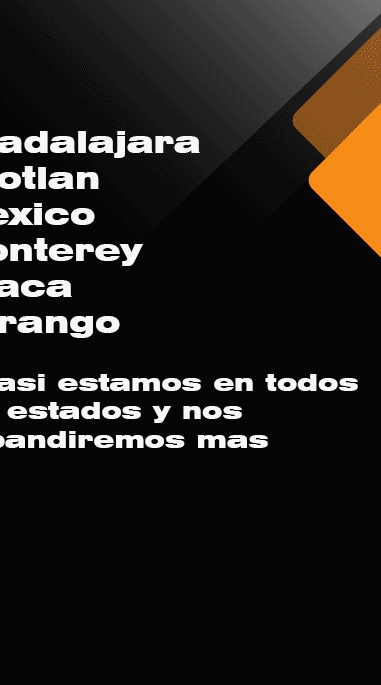 adalajara
otlan
exico
onterey
aca
rango
asi estamos en todos
estados y nos
pandiremos mas